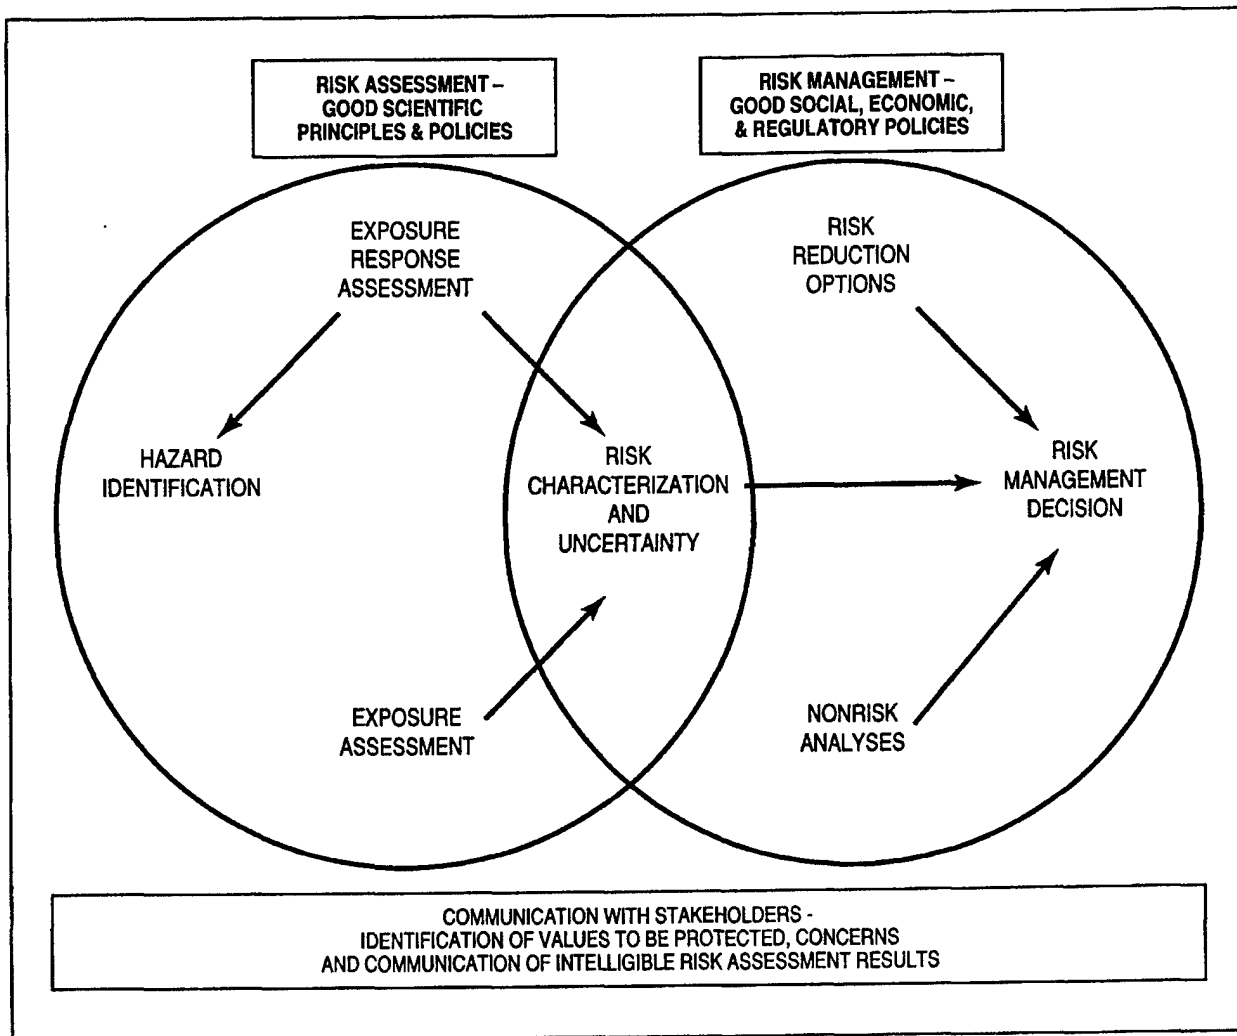 RISK ASSESSMENT –
GOOD SCIENTIFIC
PRINCIPLES & POLICIES
RISK MANAGEMENT –
GOOD SOCIAL, ECONOMIC,
& REGULATORY POLICIES
EXPOSURE
RESPONSE
ASSESSMENT
RISK
REDUCTION
OPTIONS
HAZARD
IDENTIFICATION
RISK
CHARACTERIZATION
AND
UNCERTAINTY
RISK
MANAGEMENT
DECISION
EXPOSURE
ASSESSMENT
NONRISK
ANALYSES
COMMUNICATION WITH STAKEHOLDERS -
IDENTIFICATION OF VALUES TO BE PROTECTED, CONCERNS
AND COMMUNICATION OF INTELLIGIBLE RISK ASSESSMENT RESULTS